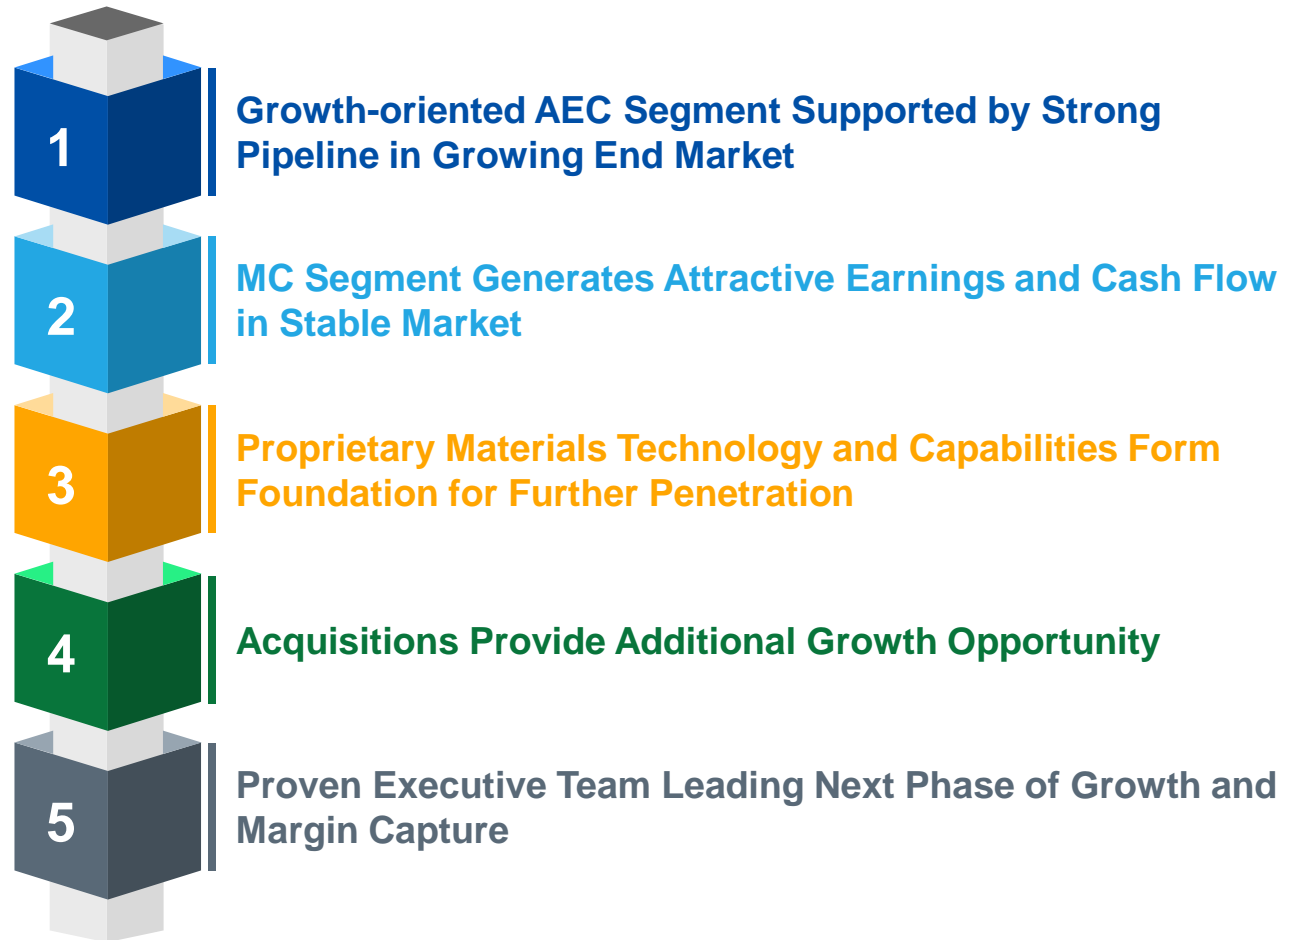 1
Growth-oriented AEC Segment Supported by Strong
Pipeline in Growing End Market
2
MC Segment Generates Attractive Earnings and Cash Flow
in Stable Market
3
Proprietary Materials Technology and Capabilities Form
Foundation for Further Penetration
4
Acquisitions Provide Additional Growth Opportunity
5
Proven Executive Team Leading Next Phase of Growth and
Margin Capture